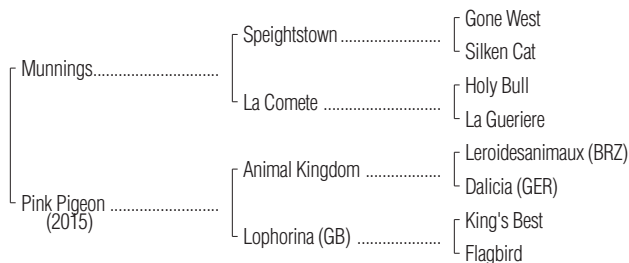 Gone West
Speightstown
Silken Cat
Munnings
Holy Bull
La Comete
La Gueriere
Leroidesanimaux (BRZ)
Animal Kingdom
Dalicia (GER)
Pink Pigeon
(2015)
King's Best
Lophorina (GB)
Flagbird